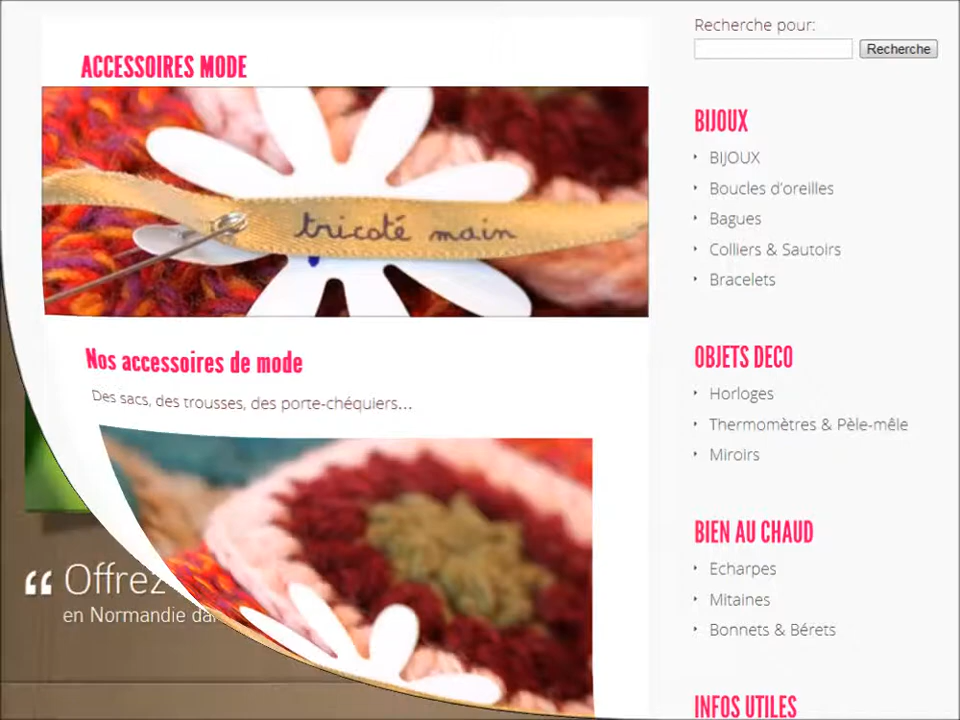 Recherche pour:
Recherche
ACCESSOIRES MODE
tricoté main
Nos accessoires de mode
Des sacs, des trousses, des porte-chéquiers...
BIJOUX
BIJOUX
Boucles d'oreilles
Bagues
Colliers & Sautoirs
Bracelets
OBJETS DECO
Horloges
Thermomètres & Pèle-mêle
Miroirs
BIEN AU CHAUD
Echarpes
Mitaines
Bonnets & Bérets
INFOS UTILES
“ Offrez
en Normandie da